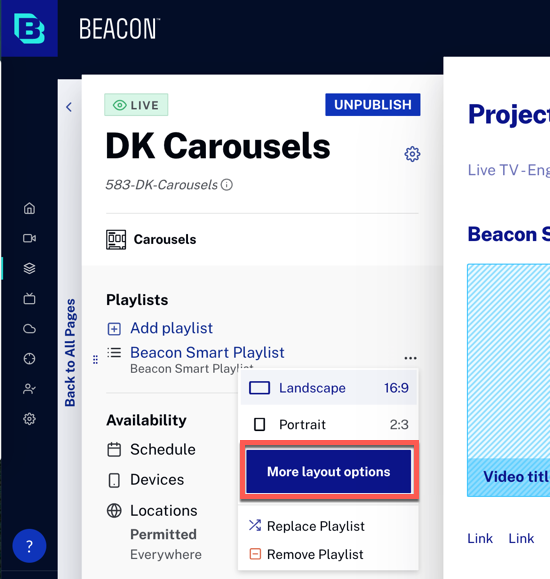 BEACON™
LIVE
UNPUBLISH
DK Carousels
583-DK-Carousels
Carousels
Back to All Pages
Playlists
Add playlist
Beacon Smart Playlist
Beacon Smart Playlist
Landscape 16:9
Portrait 2:3
More layout options
Replace Playlist
Remove Playlist
Availability
Schedule
Devices
Locations
Permitted
Everywhere
?
Project
Live TV - Eng
Beacon S
Video titl
Link Link